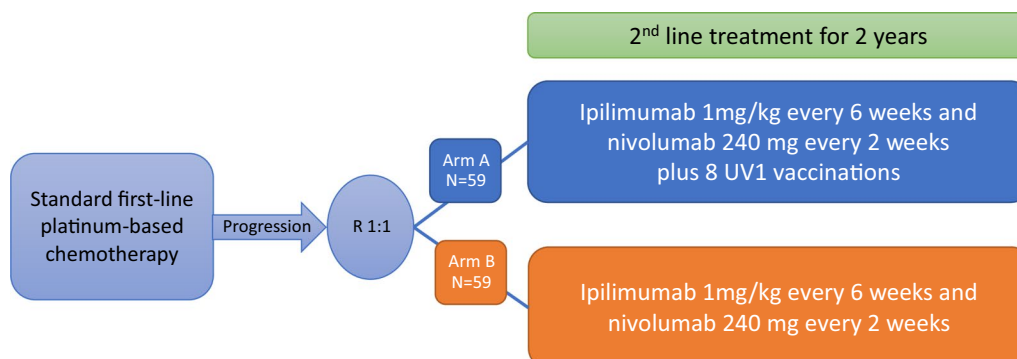 2nd line treatment for 2 years
Ipilimumab 1mg/kg every 6 weeks and
nivolumab 240 mg every 2 weeks
plus 8 UV1 vaccinations
Arm A
N=59
Standard first-line
platinum-based
chemotherapy
Progression
R 1:1
Arm B
N=59
Ipilimumab 1mg/kg every 6 weeks and
nivolumab 240 mg every 2 weeks